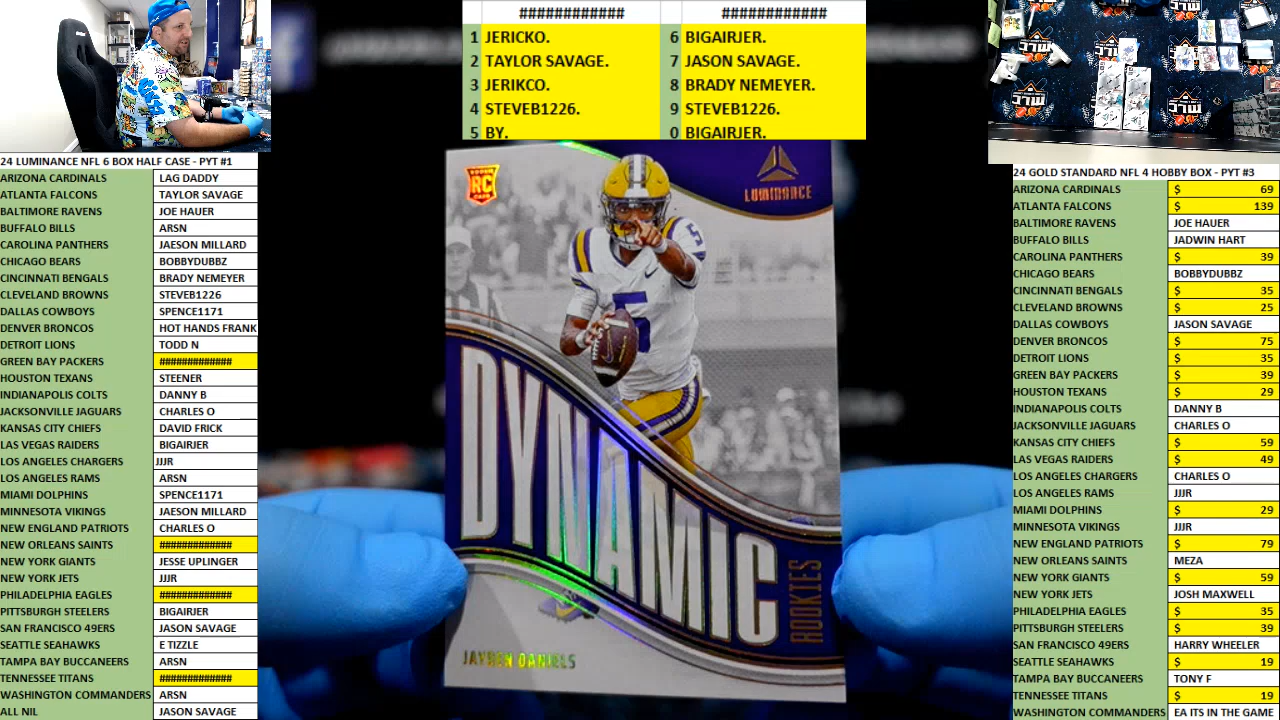 ############ ############
1 JERICKO. 6 BIGAIRJER.
2 TAYLOR SAVAGE. 7 JASON SAVAGE.
3 JERIKCO. 8 BRADY NEMEYER.
4 STEVEB1226. 9 STEVEB1226.
5 BY. 0 BIGAIRJER.
24 LUMINANCE NFL 6 BOX HALF CASE - PYT #1
ARIZONA CARDINALS LAG DADDY
ATLANTA FALCONS TAYLOR SAVAGE
BALTIMORE RAVENS JOE HAUER
BUFFALO BILLS ARSN
CAROLINA PANTHERS JAESON MILLARD
CHICAGO BEARS BOBBYDUBBZ
CINCINNATI BENGALS BRADY NEMEYER
CLEVELAND BROWNS STEVEB1226
DALLAS COWBOYS SPENCE1171
DENVER BRONCOS HOT HANDS FRANK
DETROIT LIONS TODD N
GREEN BAY PACKERS #############
HOUSTON TEXANS STEENER
INDIANAPOLIS COLTS DANNY B
JACKSONVILLE JAGUARS CHARLES O
KANSAS CITY CHIEFS DAVID FRICK
LAS VEGAS RAIDERS BIGAIRJER
LOS ANGELES CHARGERS JJJR
LOS ANGELES RAMS ARSN
MIAMI DOLPHINS SPENCE1171
MINNESOTA VIKINGS JAESON MILLARD
NEW ENGLAND PATRIOTS CHARLES O
NEW ORLEANS SAINTS #############
NEW YORK GIANTS JESSE UPLINGER
NEW YORK JETS JJJR
PHILADELPHIA EAGLES #############
PITTSBURGH STEELERS BIGAIRJER
SAN FRANCISCO 49ERS JASON SAVAGE
SEATTLE SEAHAWKS E TIZZLE
TAMPA BAY BUCCANEERS ARSN
TENNESSEE TITANS #############
WASHINGTON COMMANDERS ARSN
ALL NIL JASON SAVAGE
RC
LUMINANCE
5
5
DYNAMIC
ROOKIES
JAYDEN DANIELS
24 GOLD STANDARD NFL 4 HOBBY BOX - PYT #3
ARIZONA CARDINALS $ 69
ATLANTA FALCONS $ 139
BALTIMORE RAVENS JOE HAUER
BUFFALO BILLS JADWIN HART
CAROLINA PANTHERS $ 39
CHICAGO BEARS BOBBYDUBBZ
CINCINNATI BENGALS $ 35
CLEVELAND BROWNS $ 25
DALLAS COWBOYS JASON SAVAGE
DENVER BRONCOS $ 75
DETROIT LIONS $ 35
GREEN BAY PACKERS $ 39
HOUSTON TEXANS $ 29
INDIANAPOLIS COLTS DANNY B
JACKSONVILLE JAGUARS CHARLES O
KANSAS CITY CHIEFS $ 59
LAS VEGAS RAIDERS $ 49
LOS ANGELES CHARGERS CHARLES O
LOS ANGELES RAMS JJJR
MIAMI DOLPHINS $ 29
MINNESOTA VIKINGS JJJR
NEW ENGLAND PATRIOTS $ 79
NEW ORLEANS SAINTS MEZA
NEW YORK GIANTS $ 59
NEW YORK JETS JOSH MAXWELL
PHILADELPHIA EAGLES $ 35
PITTSBURGH STEELERS $ 39
SAN FRANCISCO 49ERS HARRY WHEELER
SEATTLE SEAHAWKS $ 19
TAMPA BAY BUCCANEERS TONY F
TENNESSEE TITANS $ 19
WASHINGTON COMMANDERS EA ITS IN THE GAME